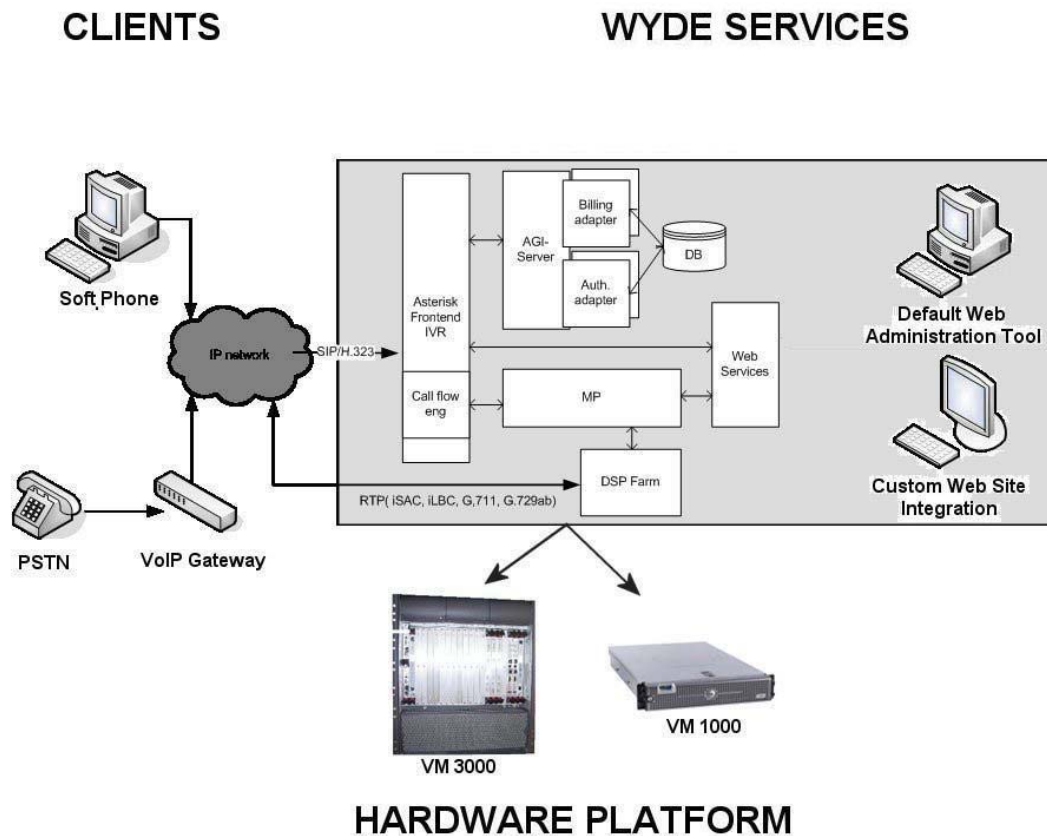 CLIENTS
WYDE SERVICES
Soft Phone
IP network
SIP/H.323
PSTN
VoIP Gateway
Asterisk
Frontend
IVR
Call flow
eng
AGI-
Server
Billing
adapter
Auth.
adapter
DB
Web
Services
MP
DSP Farm
RTP( iSAC, iLBC, G,711, G.729ab)
Default Web
Administration Tool
Custom Web Site
Integration
VM 3000
VM 1000
HARDWARE PLATFORM